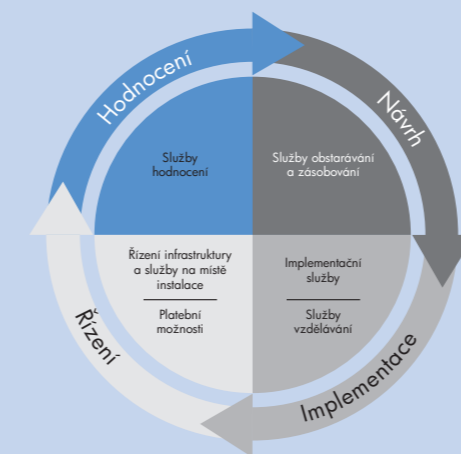 Hodnocení
Návrh
Služby
hodnocení
Služby obstarávání
a zásobování
Řízení infrastruktury
a služby na místě
instalace
Platební
možnosti
Implementační
služby
Služby
vzdělávání
Řízení
Implementace